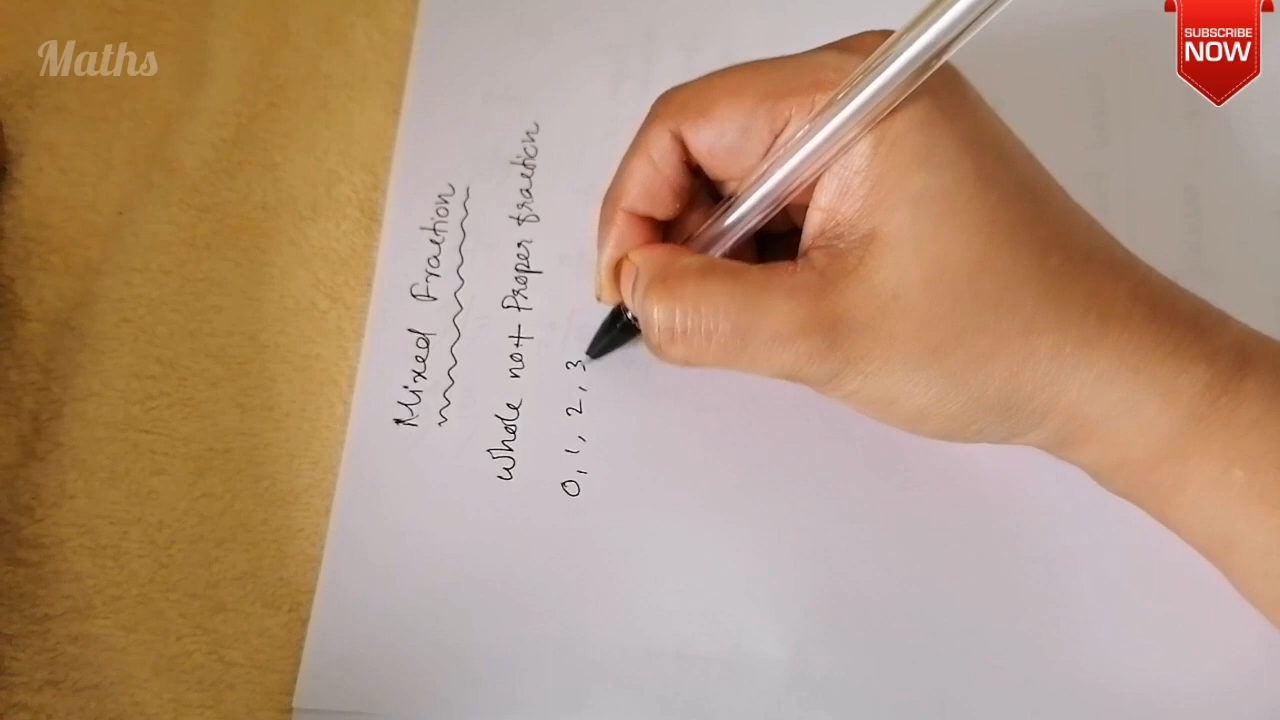 Maths
SUBSCRIBE
NOW
Mixed Fraction
Whole no+ Proper fraction
0, 1, 2, 3